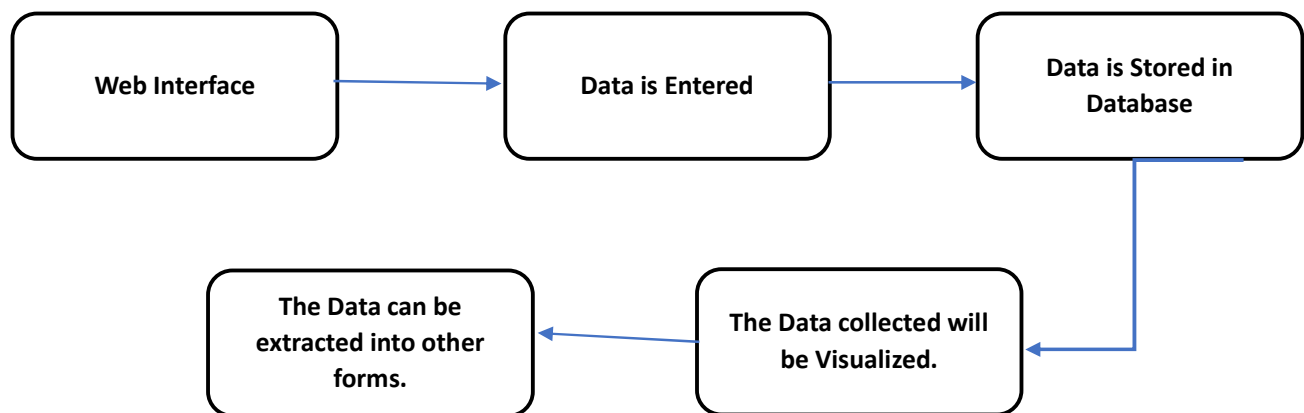 Web Interface
Data is Entered
Data is Stored in
Database
The Data collected will
be Visualized.
The Data can be
extracted into other
forms.